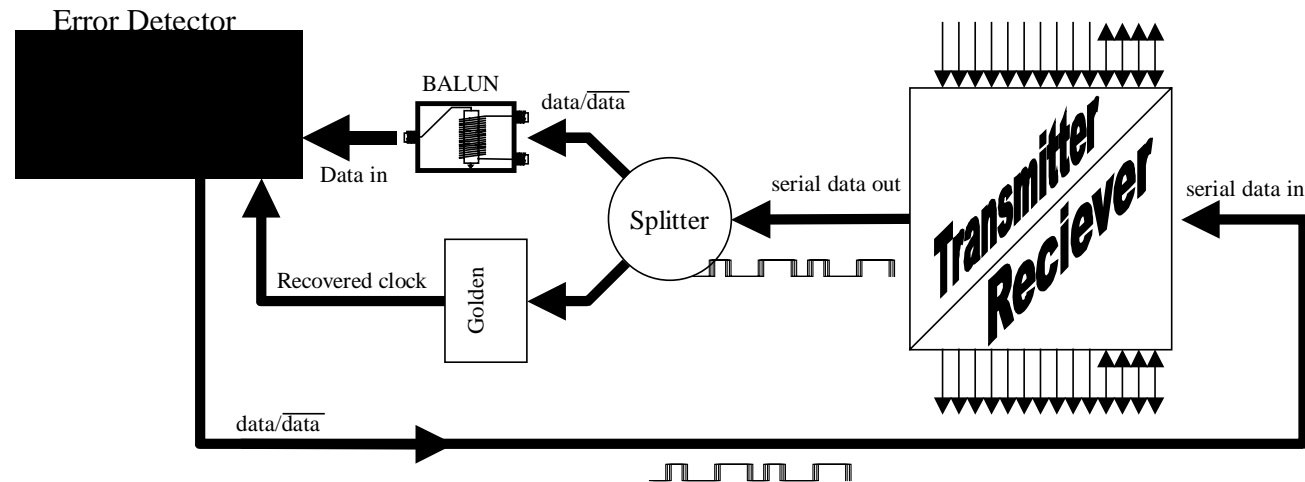 Error Detector
BALUN
data/data
Data in
serial data out
Transmitter
Reciever
serial data in
Splitter
Recovered clock
Golden
data/data